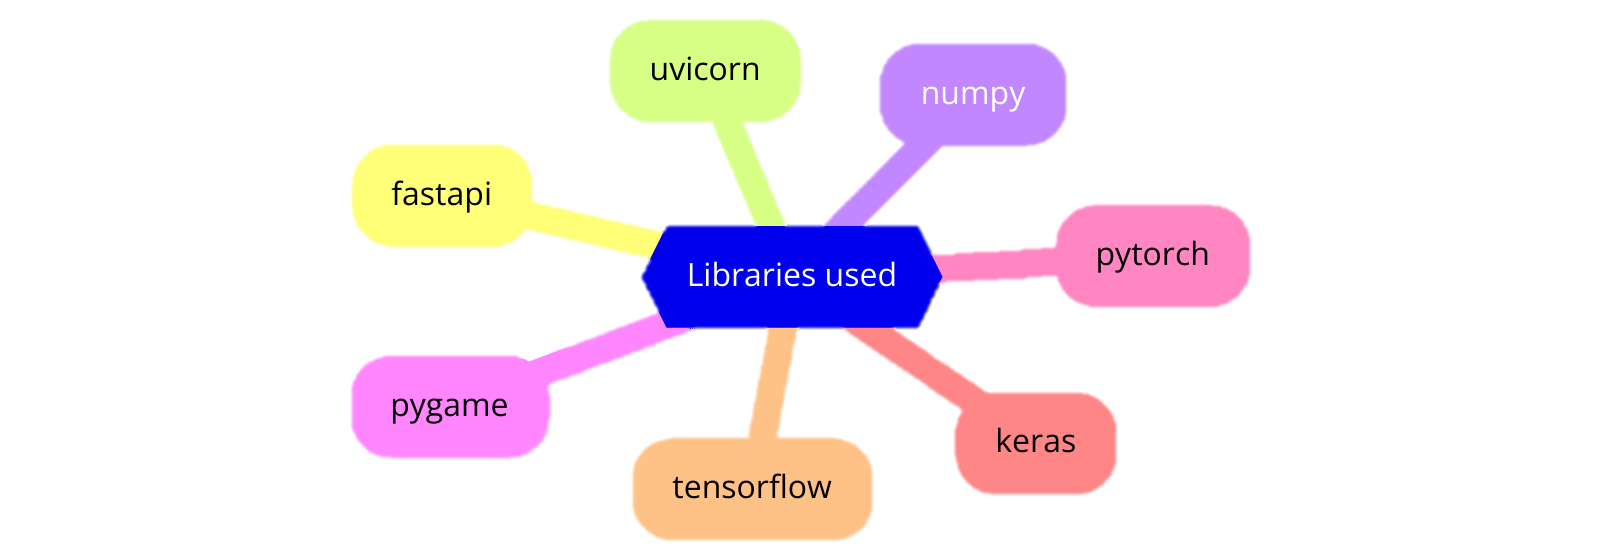 uvicorn
numpy
fastapi
pytorch
Libraries used
pygame
keras
tensorflow